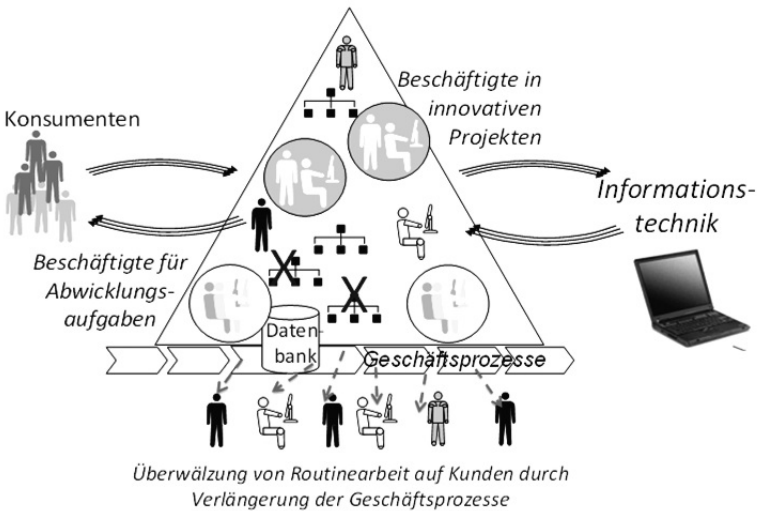 Beschäftigte in
innovativen
Projekten
Konsumenten
Informations-
technik
Beschäftigte für
Abwicklungs-
aufgaben
Daten-
bank
Geschäftsprozesse
Überwälzung von Routinearbeit auf Kunden durch
Verlängerung der Geschäftsprozesse